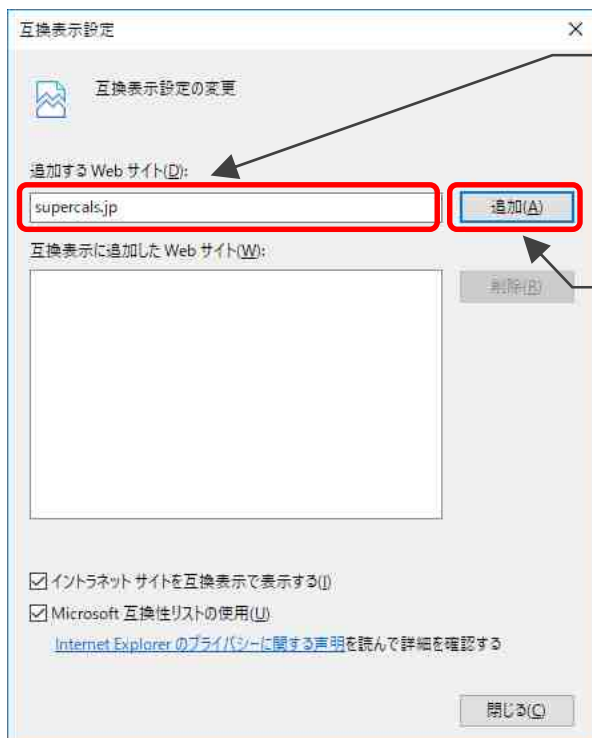 互換表示設定
互換表示設定の変更
追加する Web サイト(D):
supercals.jp
追加(A)
互換表示に追加した Web サイト(W):
削除(R)
イントラネット サイトを互換表示で表示する(I)
Microsoft 互換性リストの使用(U)
Internet Explorer のプライバシーに関する声明を読んで詳細を確認する
閉じる(C)